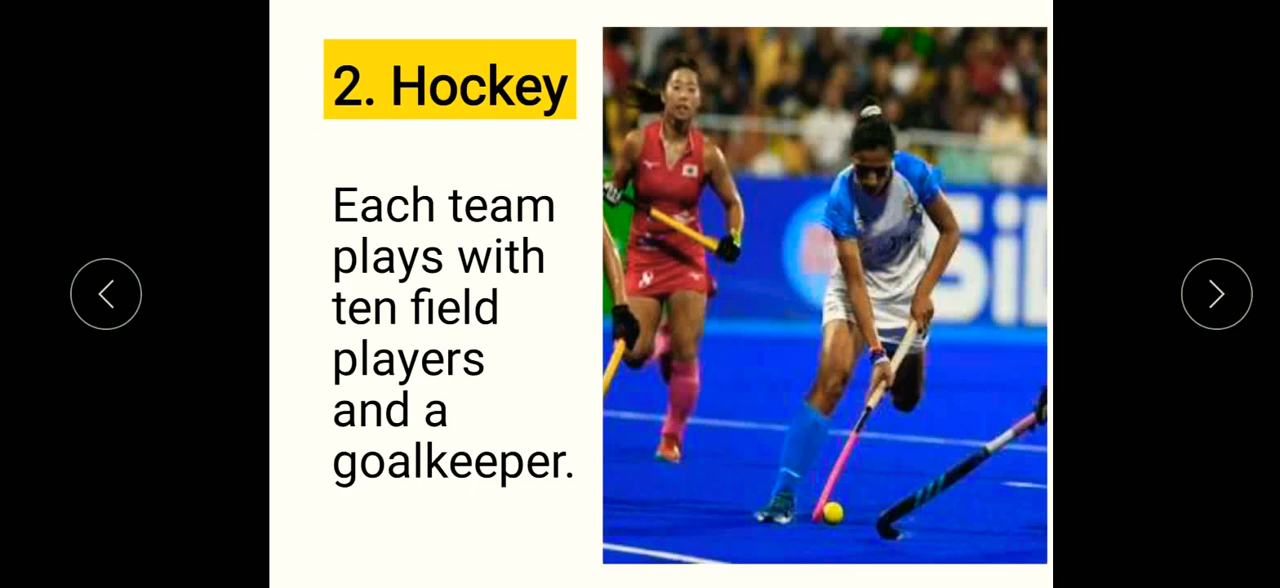 2. Hockey
Each team
plays with
ten field
players
and a
goalkeeper.